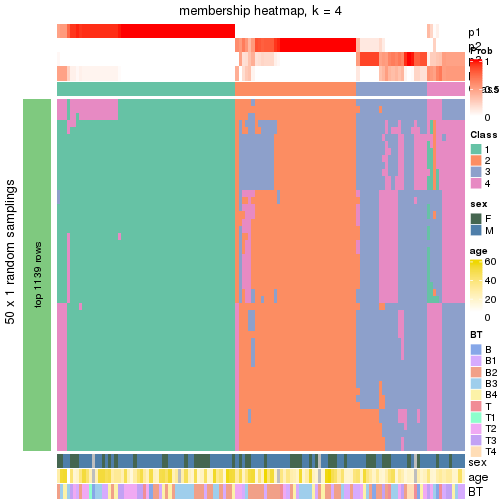 membership heatmap, k = 4
p1
p2
Prob
1
0.5
0
Class
1
2
3
4
sex
F
M
age
60
40
20
0
BT
B
B1
B2
B3
B4
T
T1
T2
T3
T4
50 x 1 random samplings
top 1139 rows
sex
age
BT